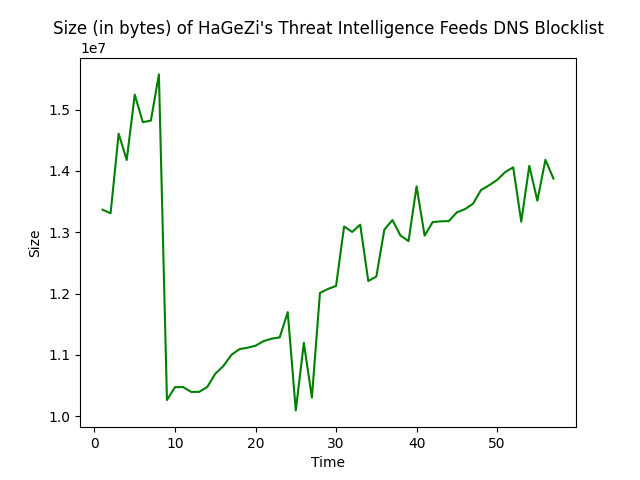 Size (in bytes) of HaGeZi's Threat Intelligence Feeds DNS Blocklist
1e7
1.5
1.4
1.3
1.2
1.1
1.0
Size
0 10 20 30 40 50
Time